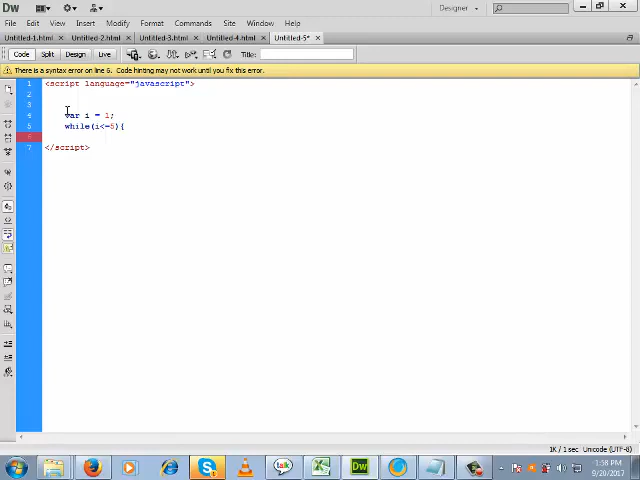 Dw
Designer
File Edit View Insert Modify Format Commands Site Window Help
Untitled-1.html × Untitled-2.html × Untitled-3.html × Untitled-4.html × Untitled-5* ×
Code Split Design Live Title:
There is a syntax error on line 6. Code hinting may not work until you fix this error.
1 <script language="javascript">
2
3
4 var i = 1;
5 while(i<=5){
6
7 </script>
1K / 1 sec Unicode (UTF-8)
talk Dw
1:58 PM
9/20/2017